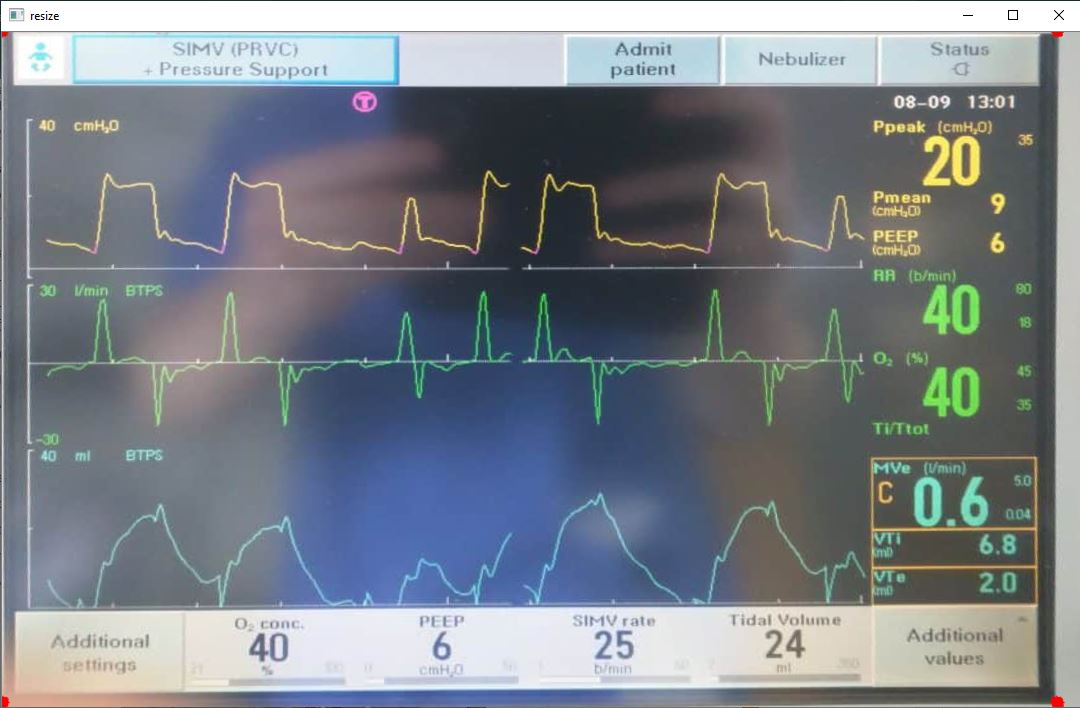 resize
SIMV (PRVC)
+ Pressure Support
Admit
patient
Nebulizer
Status
08-09 13:01
40 cmH₂O
Ppeak (cmH₂O)
35
20
Pmean
(cmH₂O)
9
PEEP
(cmH₂O)
6
30 l/min BTPS
RR (b/min)
80
40
18
O₂ (%)
45
40
35
-30
Ti/Ttot
40 ml BTPS
MVe (l/min)
5.0
C 0.6
0.04
VTi
(ml)
6.8
VTe
(ml)
2.0
Additional
settings
O₂ conc.
40
21 % 100
PEEP
6
0 cmH₂O 50
SIMV rate
25
1 b/min 60
Tidal Volume
24
2 ml 350
Additional
values